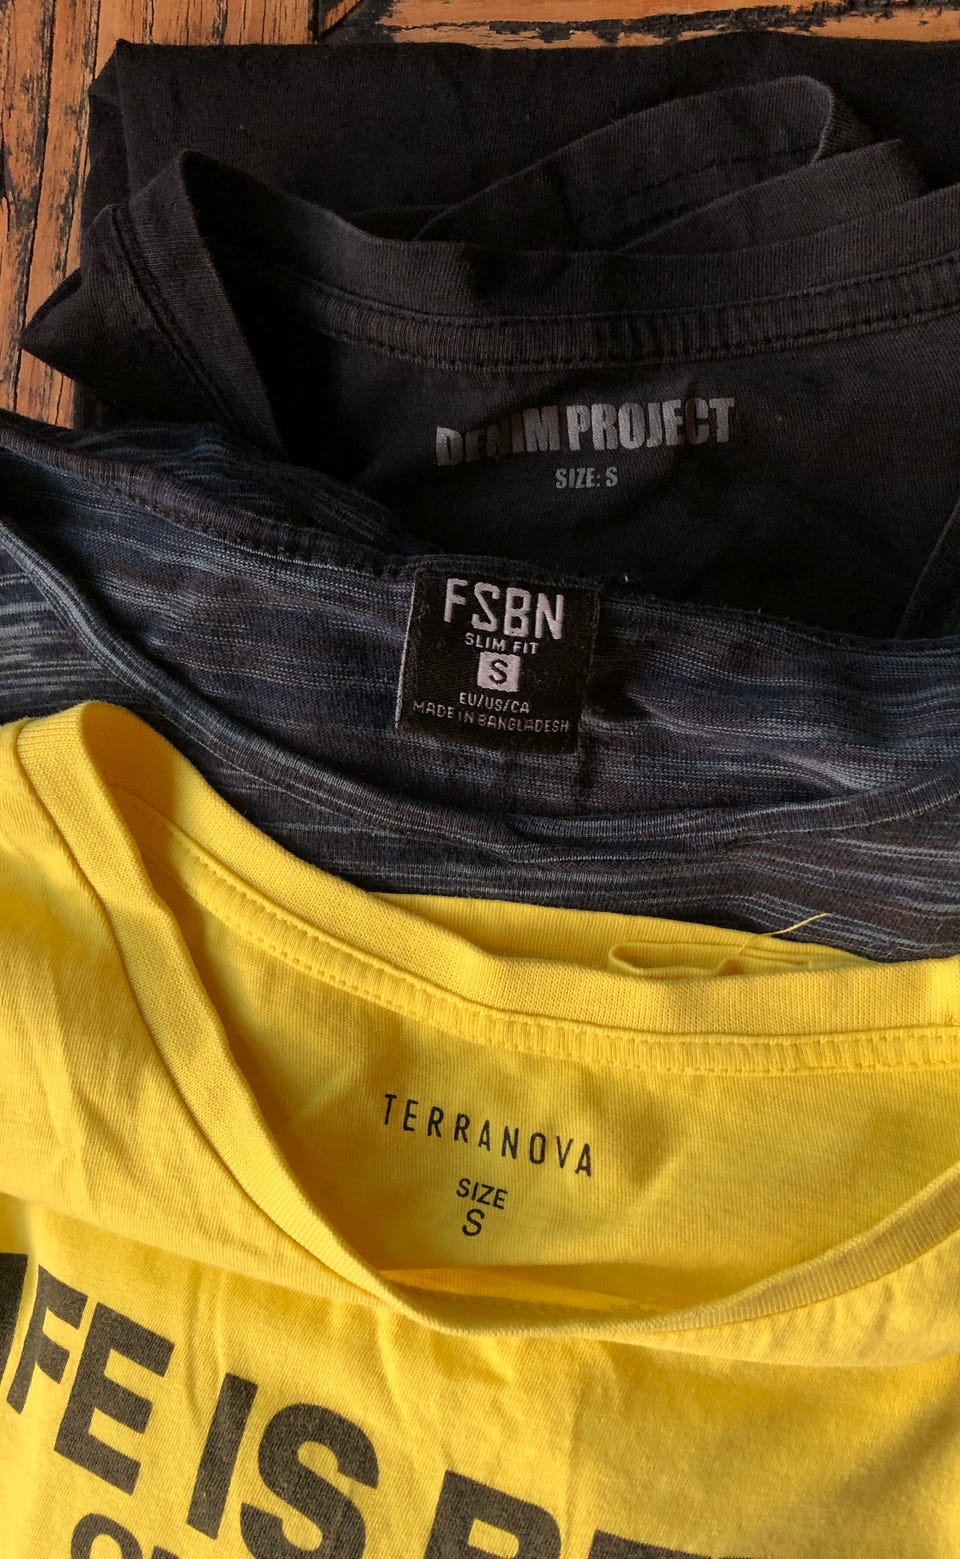 DENIM PROJECT
SIZE: S
FSBN
SLIM FIT
S
EU/US/CA
MADE IN BANGLADESH
TERRANOVA
SIZE
S
IS